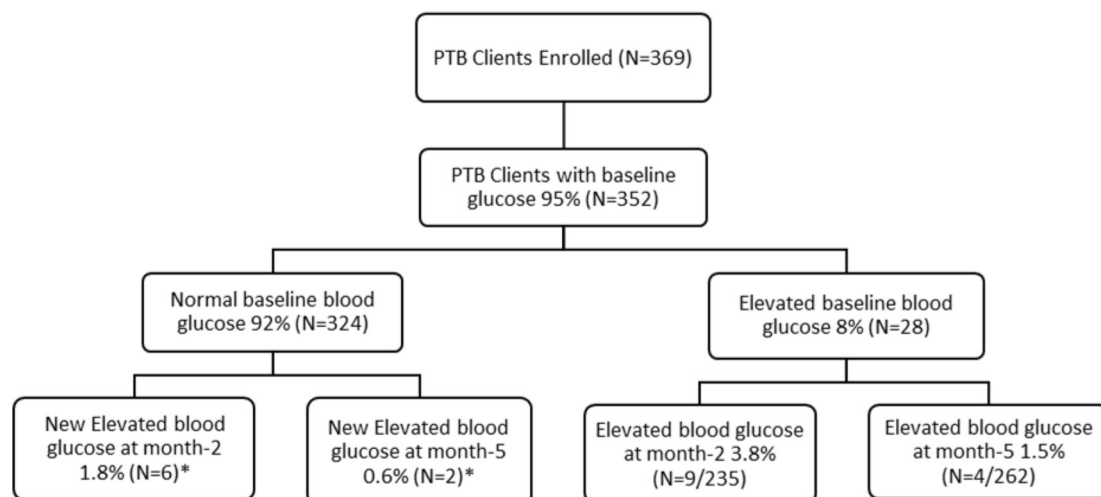 PTB Clients Enrolled (N=369)
PTB Clients with baseline
glucose 95% (N=352)
Normal baseline blood
glucose 92% (N=324)
Elevated baseline blood
glucose 8% (N=28)
New Elevated blood
glucose at month-2
1.8% (N=6)*
New Elevated blood
glucose at month-5
0.6% (N=2)*
Elevated blood glucose
at month-2 3.8%
(N=9/235)
Elevated blood glucose
at month-5 1.5%
(N=4/262)